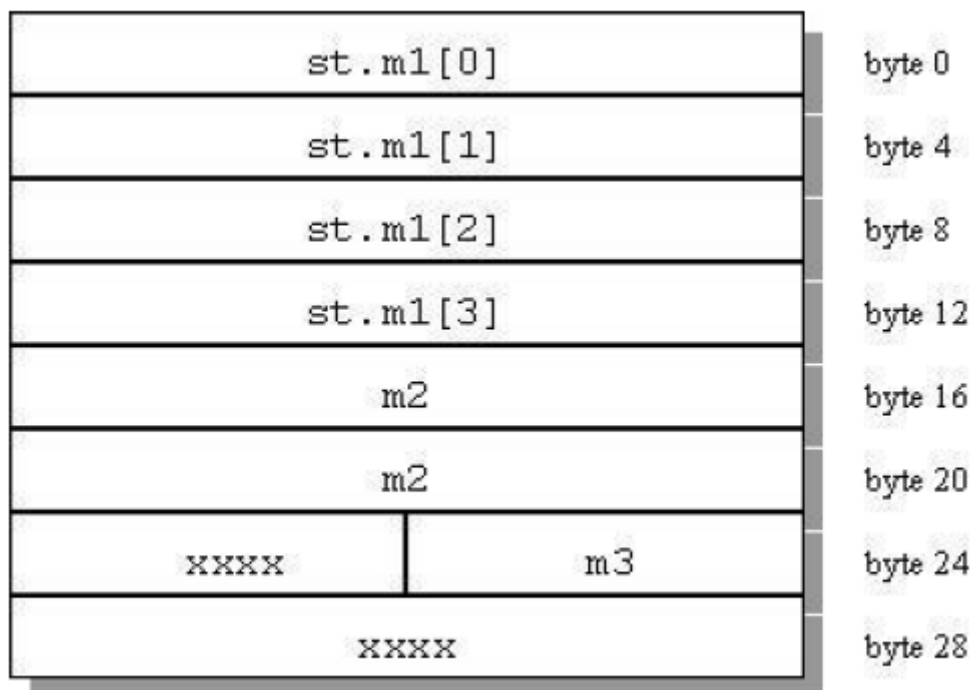 st.m1[0] byte 0
st.m1[1] byte 4
st.m1[2] byte 8
st.m1[3] byte 12
m2 byte 16
m2 byte 20
xxxx m3 byte 24
xxxx byte 28